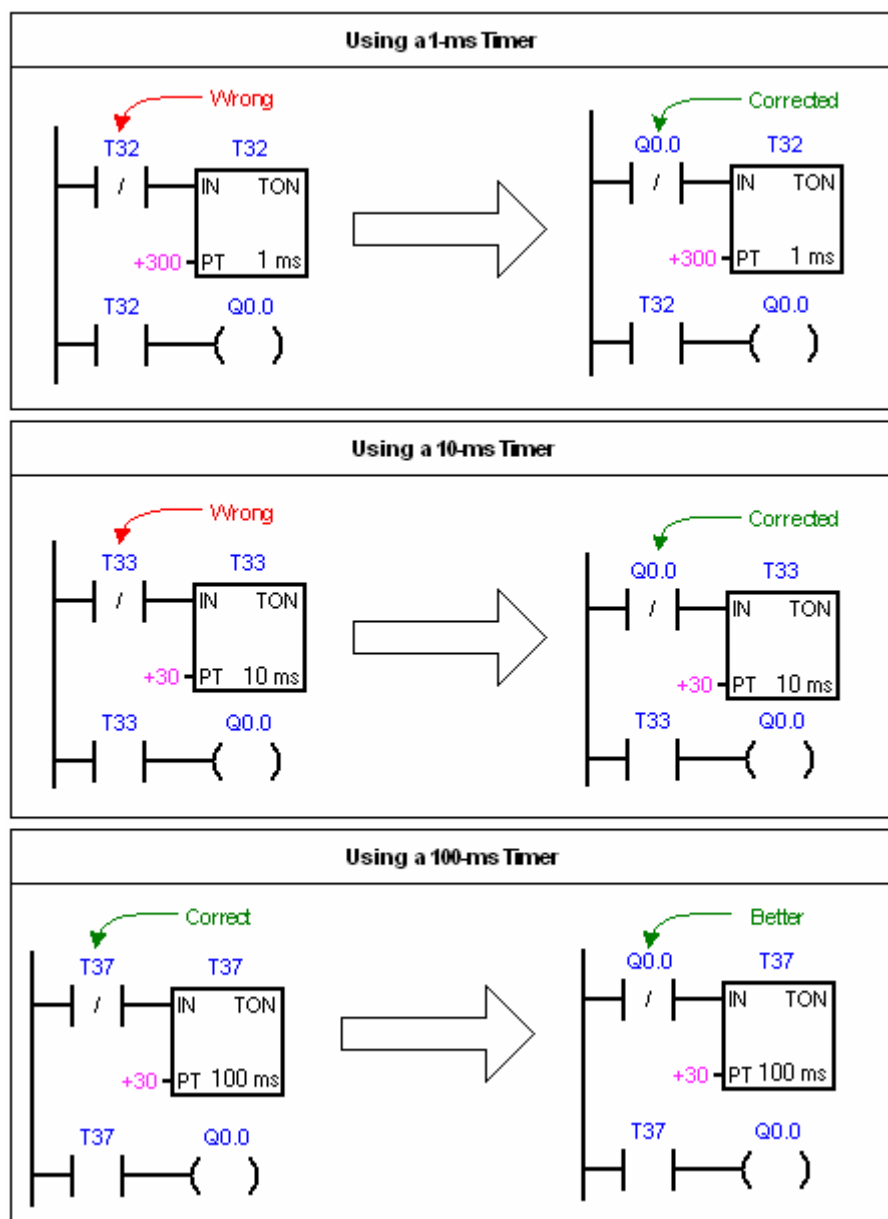 Using a 1-ms Timer
Wrong
Corrected
T32 T32
Q0.0 T32
/ IN TON
/ IN TON
+300 PT 1 ms
+300 PT 1 ms
T32 Q0.0
T32 Q0.0
Using a 10-ms Timer
Wrong
Corrected
T33 T33
Q0.0 T33
/ IN TON
/ IN TON
+30 PT 10 ms
+30 PT 10 ms
T33 Q0.0
T33 Q0.0
Using a 100-ms Timer
Correct
Better
T37 T37
Q0.0 T37
/ IN TON
/ IN TON
+30 PT 100 ms
+30 PT 100 ms
T37 Q0.0
T37 Q0.0